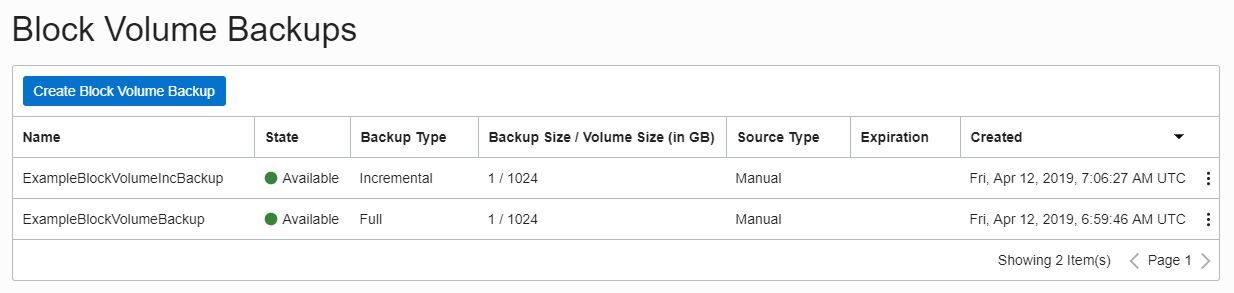 Block Volume Backups
Create Block Volume Backup
Name State Backup Type Backup Size / Volume Size (in GB) Source Type Expiration Created
ExampleBlockVolumeIncBackup Available Incremental 1 / 1024 Manual Fri, Apr 12, 2019, 7:06:27 AM UTC
ExampleBlockVolumeBackup Available Full 1 / 1024 Manual Fri, Apr 12, 2019, 6:59:46 AM UTC
Showing 2 Item(s) Page 1